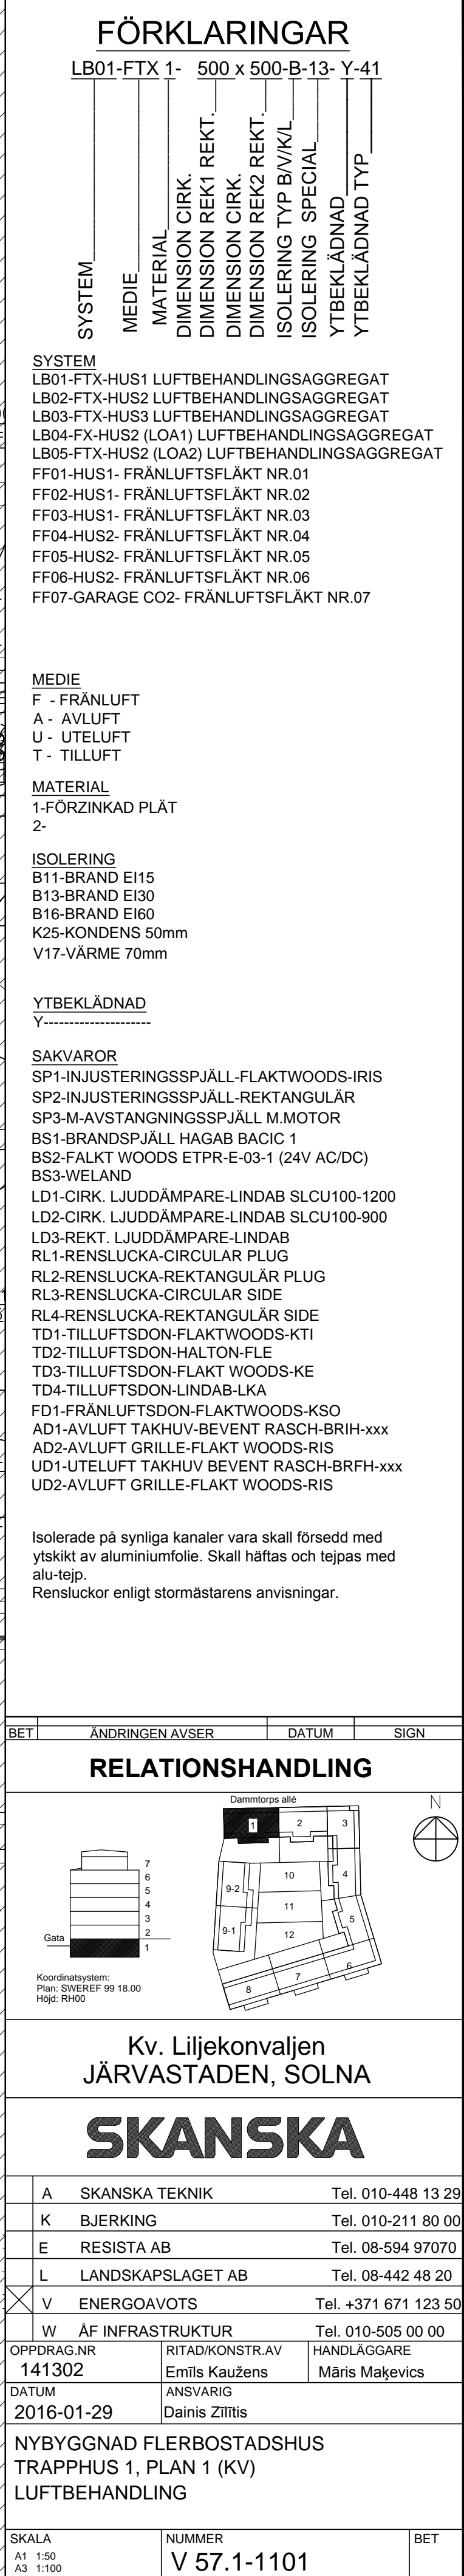 FÖRKLARINGAR
LB01-FTX 1- 500 x 500-B-13- Y-41
SYSTEM
MEDIE
MATERIAL
DIMENSION CIRK.
DIMENSION REK1 REKT.
DIMENSION CIRK.
DIMENSION REK2 REKT.
ISOLERING TYP B/V/K/L
ISOLERING SPECIAL
YTBEKLÄDNAD
YTBEKLÄDNAD TYP
SYSTEM
LB01-FTX-HUS1 LUFTBEHANDLINGSAGGREGAT
LB02-FTX-HUS2 LUFTBEHANDLINGSAGGREGAT
LB03-FTX-HUS3 LUFTBEHANDLINGSAGGREGAT
LB04-FX-HUS2 (LOA1) LUFTBEHANDLINGSAGGREGAT
LB05-FTX-HUS2 (LOA2) LUFTBEHANDLINGSAGGREGAT
FF01-HUS1- FRÄNLUFTSFLÄKT NR.01
FF02-HUS1- FRÄNLUFTSFLÄKT NR.02
FF03-HUS1- FRÄNLUFTSFLÄKT NR.03
FF04-HUS2- FRÄNLUFTSFLÄKT NR.04
FF05-HUS2- FRÄNLUFTSFLÄKT NR.05
FF06-HUS2- FRÄNLUFTSFLÄKT NR.06
FF07-GARAGE CO2- FRÄNLUFTSFLÄKT NR.07
MEDIE
F - FRÄNLUFT
A - AVLUFT
U - UTELUFT
T - TILLUFT
MATERIAL
1-FÖRZINKAD PLÄT
2-
ISOLERING
B11-BRAND EI15
B13-BRAND EI30
B16-BRAND EI60
K25-KONDENS 50mm
V17-VÄRME 70mm
YTBEKLÄDNAD
Y---------------------
SAKVAROR
SP1-INJUSTERINGSSPJÄLL-FLAKTWOODS-IRIS
SP2-INJUSTERINGSSPJÄLL-REKTANGULÄR
SP3-M-AVSTANGNINGSSPJÄLL M.MOTOR
BS1-BRANDSPJÄLL HAGAB BACIC 1
BS2-FALKT WOODS ETPR-E-03-1 (24V AC/DC)
BS3-WELAND
LD1-CIRK. LJUDDÄMPARE-LINDAB SLCU100-1200
LD2-CIRK. LJUDDÄMPARE-LINDAB SLCU100-900
LD3-REKT. LJUDDÄMPARE-LINDAB
RL1-RENSLUCKA-CIRCULAR PLUG
RL2-RENSLUCKA-REKTANGULÄR PLUG
RL3-RENSLUCKA-CIRCULAR SIDE
RL4-RENSLUCKA-REKTANGULÄR SIDE
TD1-TILLUFTSDON-FLAKTWOODS-KTI
TD2-TILLUFTSDON-HALTON-FLE
TD3-TILLUFTSDON-FLAKT WOODS-KE
TD4-TILLUFTSDON-LINDAB-LKA
FD1-FRÄNLUFTSDON-FLAKTWOODS-KSO
AD1-AVLUFT TAKHUV-BEVENT RASCH-BRIH-xxx
AD2-AVLUFT GRILLE-FLAKT WOODS-RIS
UD1-UTELUFT TAKHUV BEVENT RASCH-BRFH-xxx
UD2-AVLUFT GRILLE-FLAKT WOODS-RIS
Isolerade på synliga kanaler vara skall försedd med
ytskikt av aluminiumfolie. Skall häftas och tejpas med
alu-tejp.
Rensluckor enligt stormästarens anvisningar.
BET ÄNDRINGEN AVSER DATUM SIGN
RELATIONSHANDLING
Dammtorps allé
N
1 2 3
4
5
6
7
8
9-2
9-1
10
11
12
7
6
5
4
3
2
1
Gata
Koordinatsystem:
Plan: SWEREF 99 18.00
Höjd: RH00
Kv. Liljekonvaljen
JÄRVASTADEN, SOLNA
SKANSKA
A SKANSKA TEKNIK Tel. 010-448 13 29
K BJERKING Tel. 010-211 80 00
E RESISTA AB Tel. 08-594 97070
L LANDSKAPSLAGET AB Tel. 08-442 48 20
V ENERGOAVOTS Tel. +371 671 123 50
W ÅF INFRASTRUKTUR Tel. 010-505 00 00
OPPDRAG.NR RITAD/KONSTR.AV HANDLÄGGARE
141302 Emīls Kaužens Māris Maķevics
DATUM ANSVARIG
2016-01-29 Dainis Zīlītis
NYBYGGNAD FLERBOSTADSHUS
TRAPPHUS 1, PLAN 1 (KV)
LUFTBEHANDLING
SKALA NUMMER BET
A1 1:50
A3 1:100
V 57.1-1101